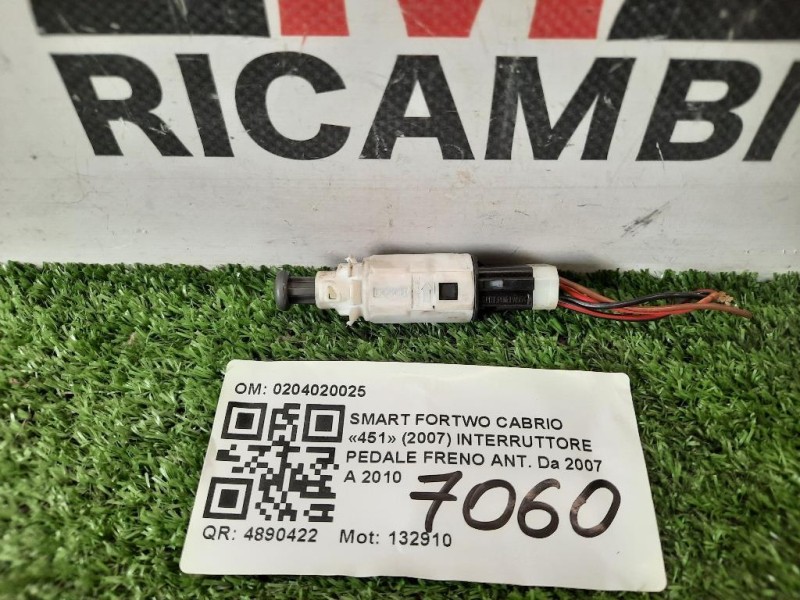 RICAMBI
OM: 0204020025
SMART FORTWO CABRIO
«451» (2007) INTERRUTTORE
PEDALE FRENO ANT. Da 2007
A 2010
7060
QR: 4890422 Mot: 132910